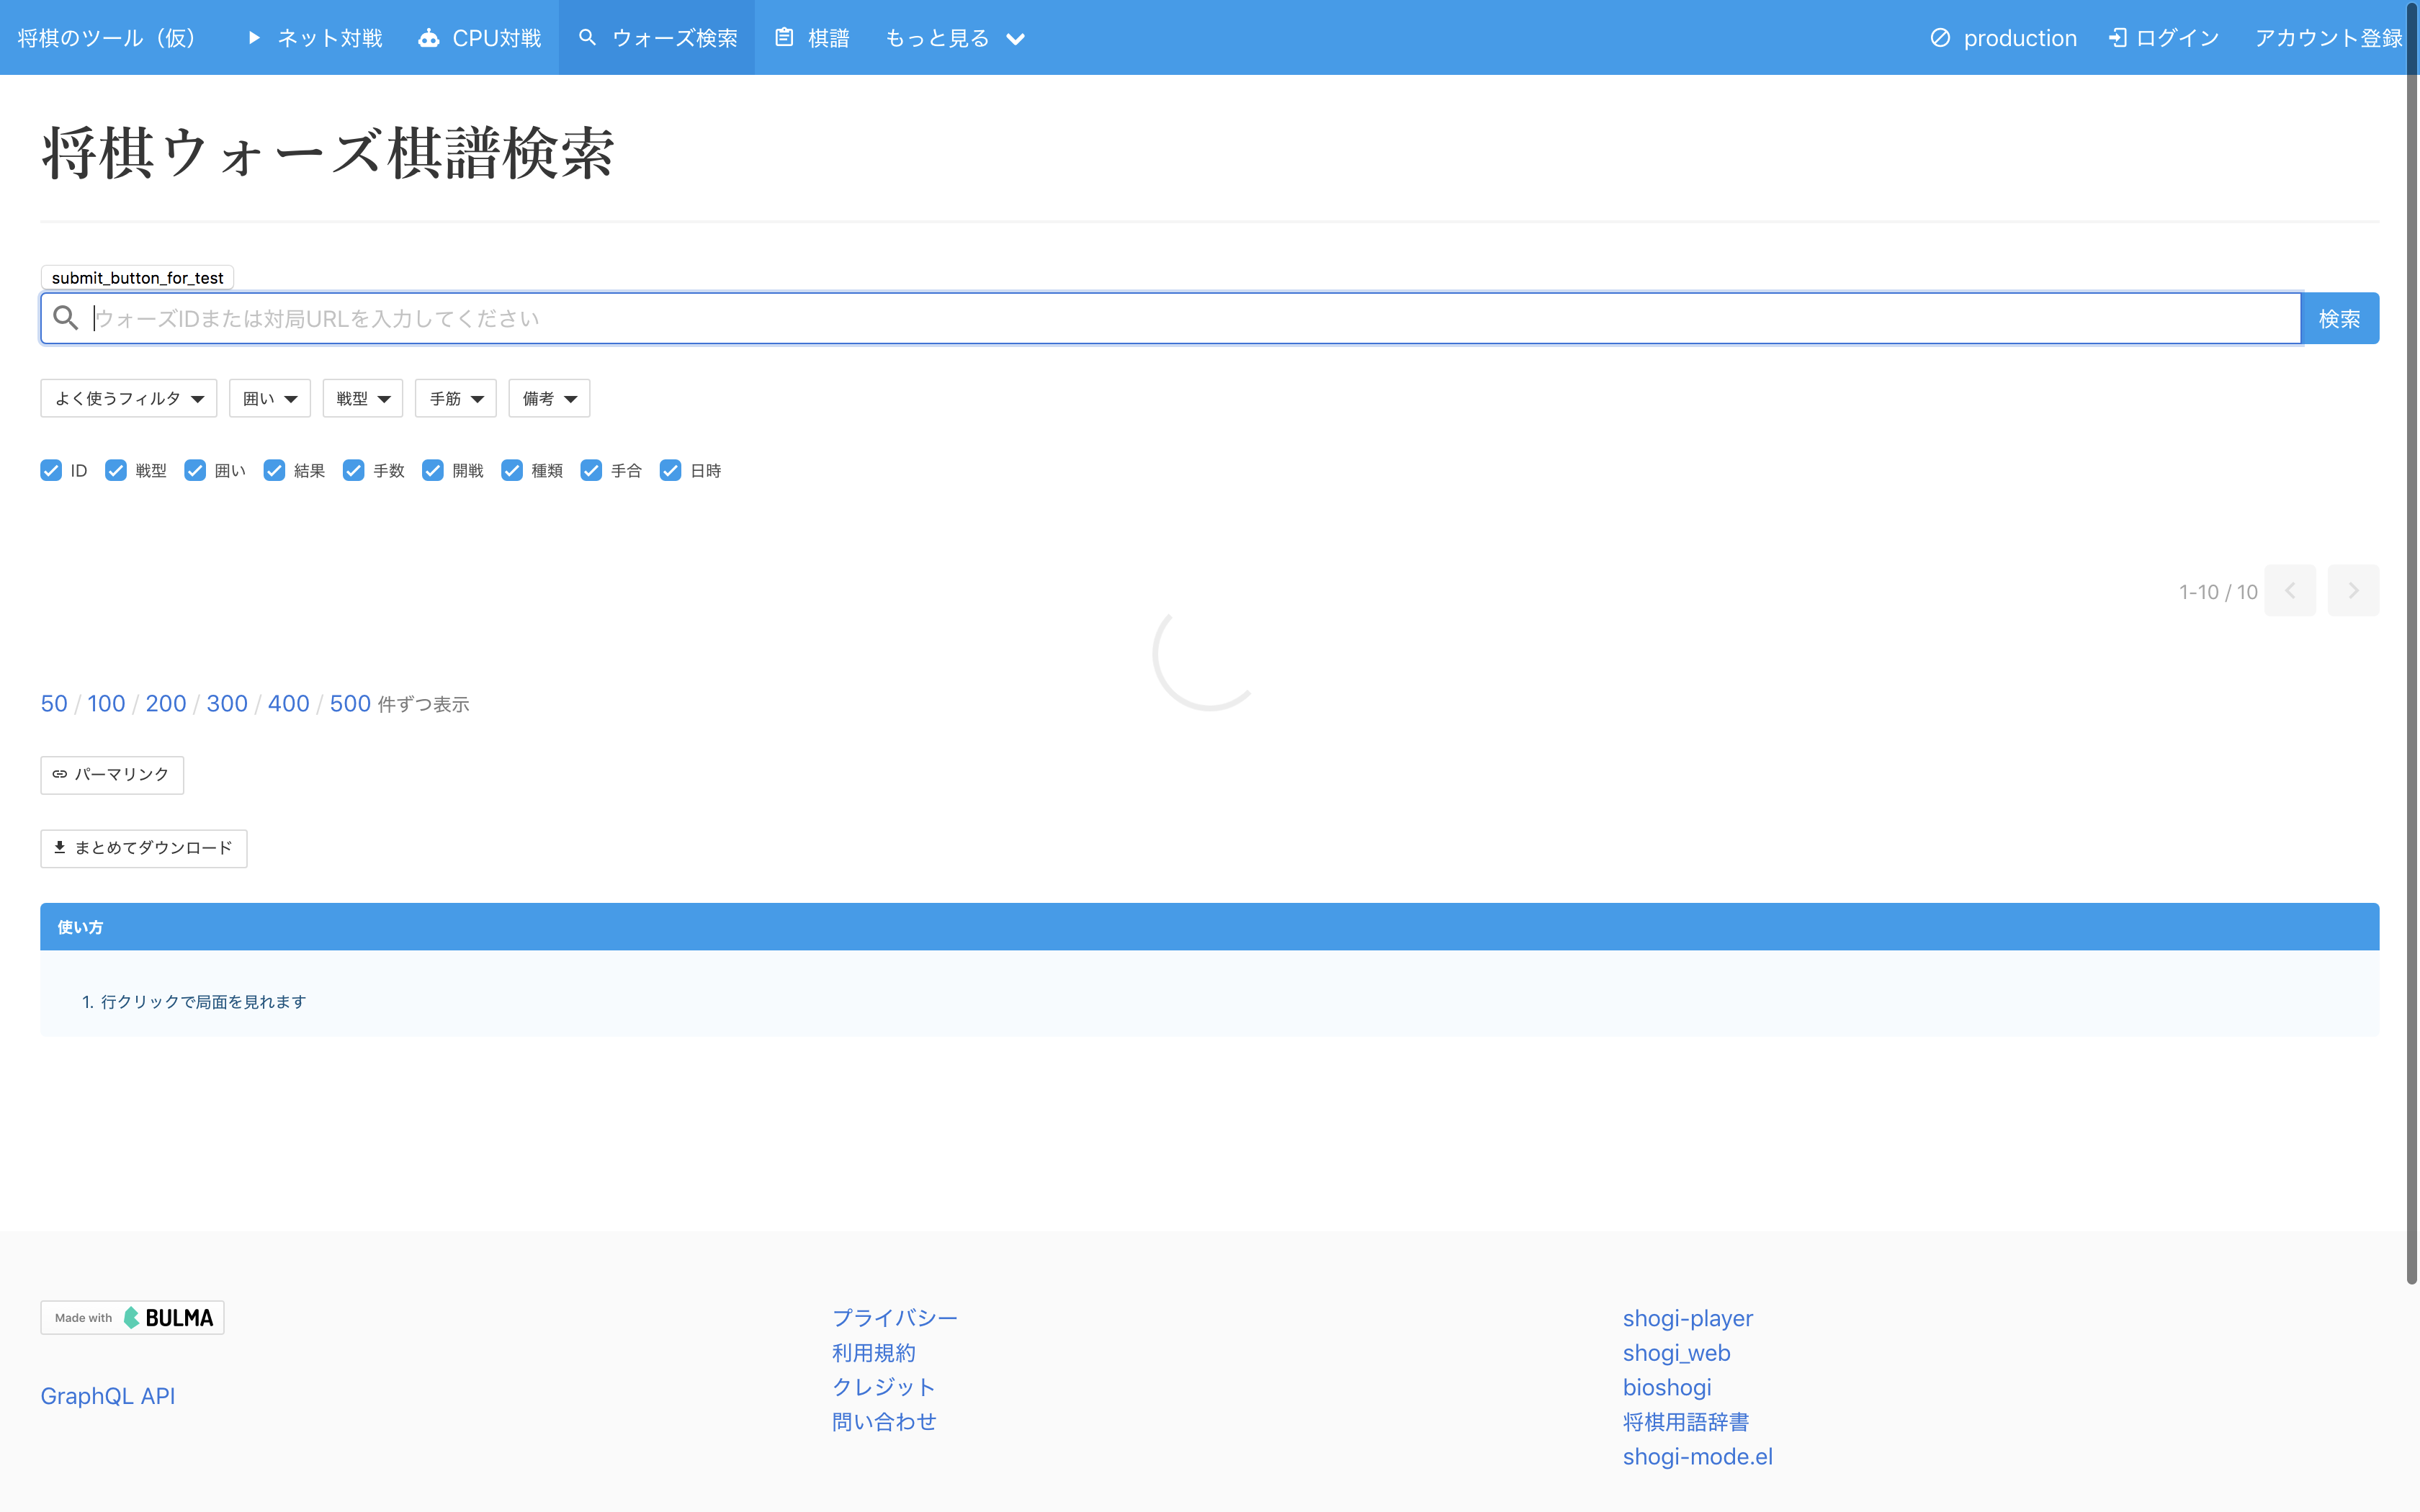 将棋のツール（仮） ネット対戦 CPU対戦 ウォーズ検索 棋譜 もっと見る production ログイン アカウント登録
将棋ウォーズ棋譜検索
submit_button_for_test
ウォーズIDまたは対局URLを入力してください 検索
よく使うフィルタ 囲い 戦型 手筋 備考
ID 戦型 囲い 結果 手数 開戦 種類 手合 日時
1-10 / 10
50 / 100 / 200 / 300 / 400 / 500 件ずつ表示
パーマリンク
まとめてダウンロード
使い方
1. 行クリックで局面を見れます
Made with BULMA
GraphQL API
プライバシー
利用規約
クレジット
問い合わせ
shogi-player
shogi_web
bioshogi
将棋用語辞書
shogi-mode.el